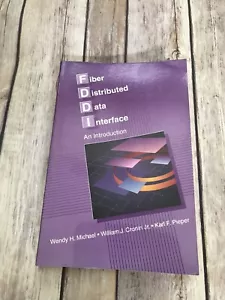 Fiber
Distributed
Data
Interface
An Introduction
Wendy H. Michael • William J. Cronin Jr. • Karl F. Pieper